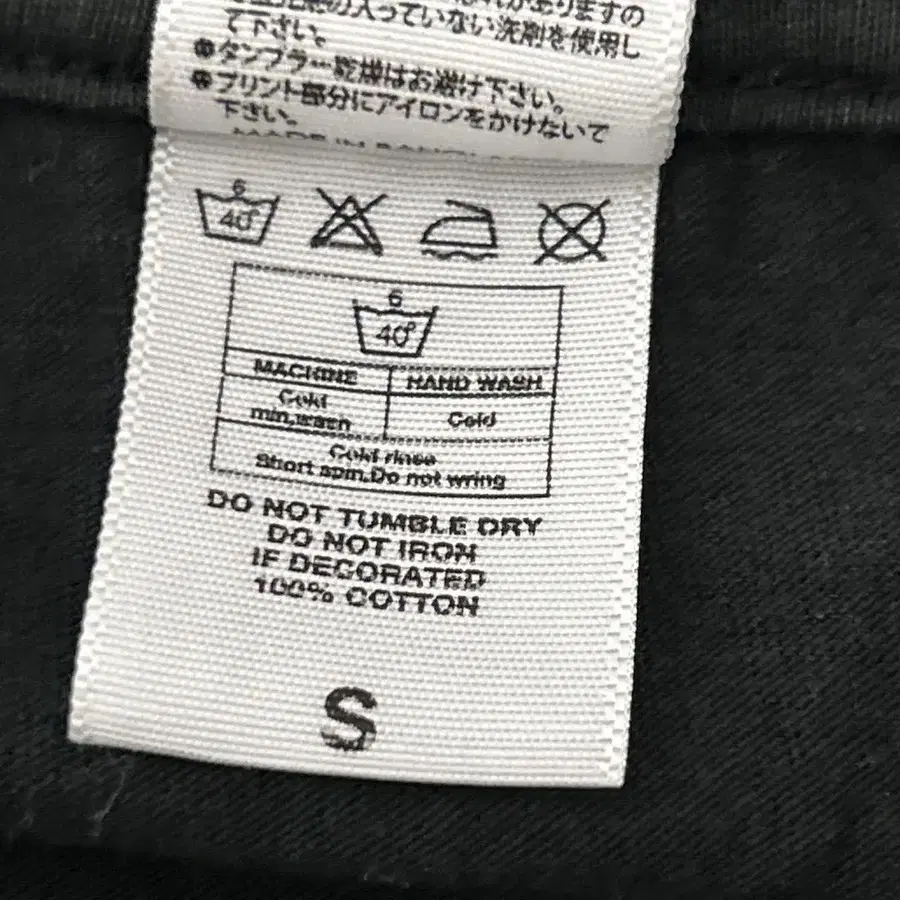 の入っていない洗剤を使用し
て下さい。
●タンブラー乾燥はお避け下さい。
●プリント部分にアイロンをかけないで
下さい。
MADE IN
6
40°
6
40°
MACHINE HAND WASH
Cold
min.wash
Cold
Cold rinse
Short spin.Do not wring
DO NOT TUMBLE DRY
DO NOT IRON
IF DECORATED
100% COTTON
S